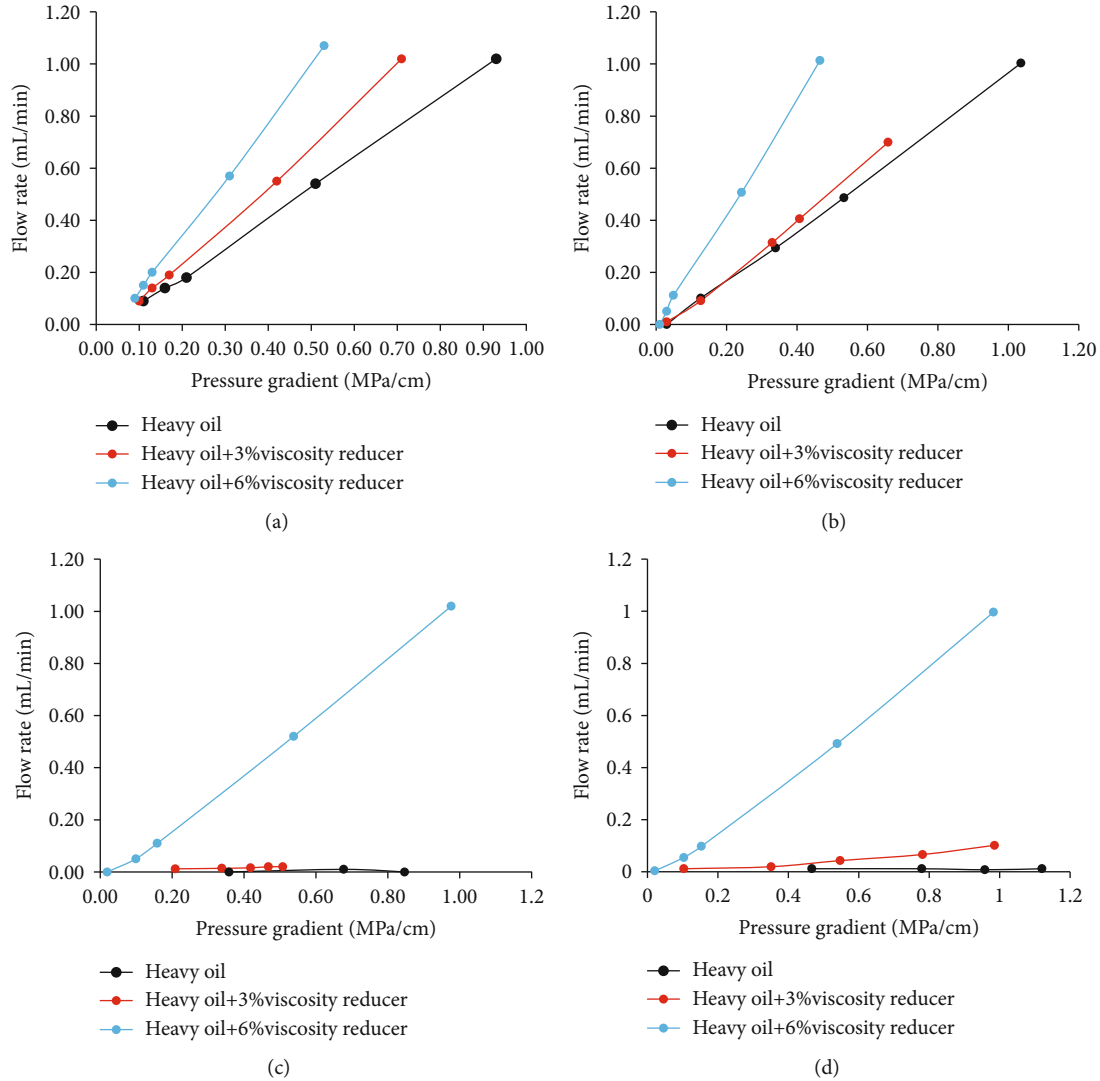 1.20
1.00
0.80
0.60
0.40
0.20
0.00
Flow rate (mL/min)
0.00 0.10 0.20 0.30 0.40 0.50 0.60 0.70 0.80 0.90 1.00
Pressure gradient (MPa/cm)
Heavy oil
Heavy oil+3%viscosity reducer
Heavy oil+6%viscosity reducer
(a)
1.20
1.00
0.80
0.60
0.40
0.20
0.00
Flow rate (mL/min)
0.00 0.20 0.40 0.60 0.80 1.00 1.20
Pressure gradient (MPa/cm)
Heavy oil
Heavy oil+3%viscosity reducer
Heavy oil+6%viscosity reducer
(b)
1.20
1.00
0.80
0.60
0.40
0.20
0.00
Flow rate (mL/min)
0.00 0.20 0.40 0.60 0.80 1.00 1.2
Pressure gradient (MPa/cm)
Heavy oil
Heavy oil+3%viscosity reducer
Heavy oil+6%viscosity reducer
(c)
1.20
1
0.8
0.6
0.4
0.2
0
Flow rate (mL/min)
0 0.2 0.4 0.6 0.8 1 1.2
Pressure gradient (MPa/cm)
Heavy oil
Heavy oil+3%viscosity reducer
Heavy oil+6%viscosity reducer
(d)